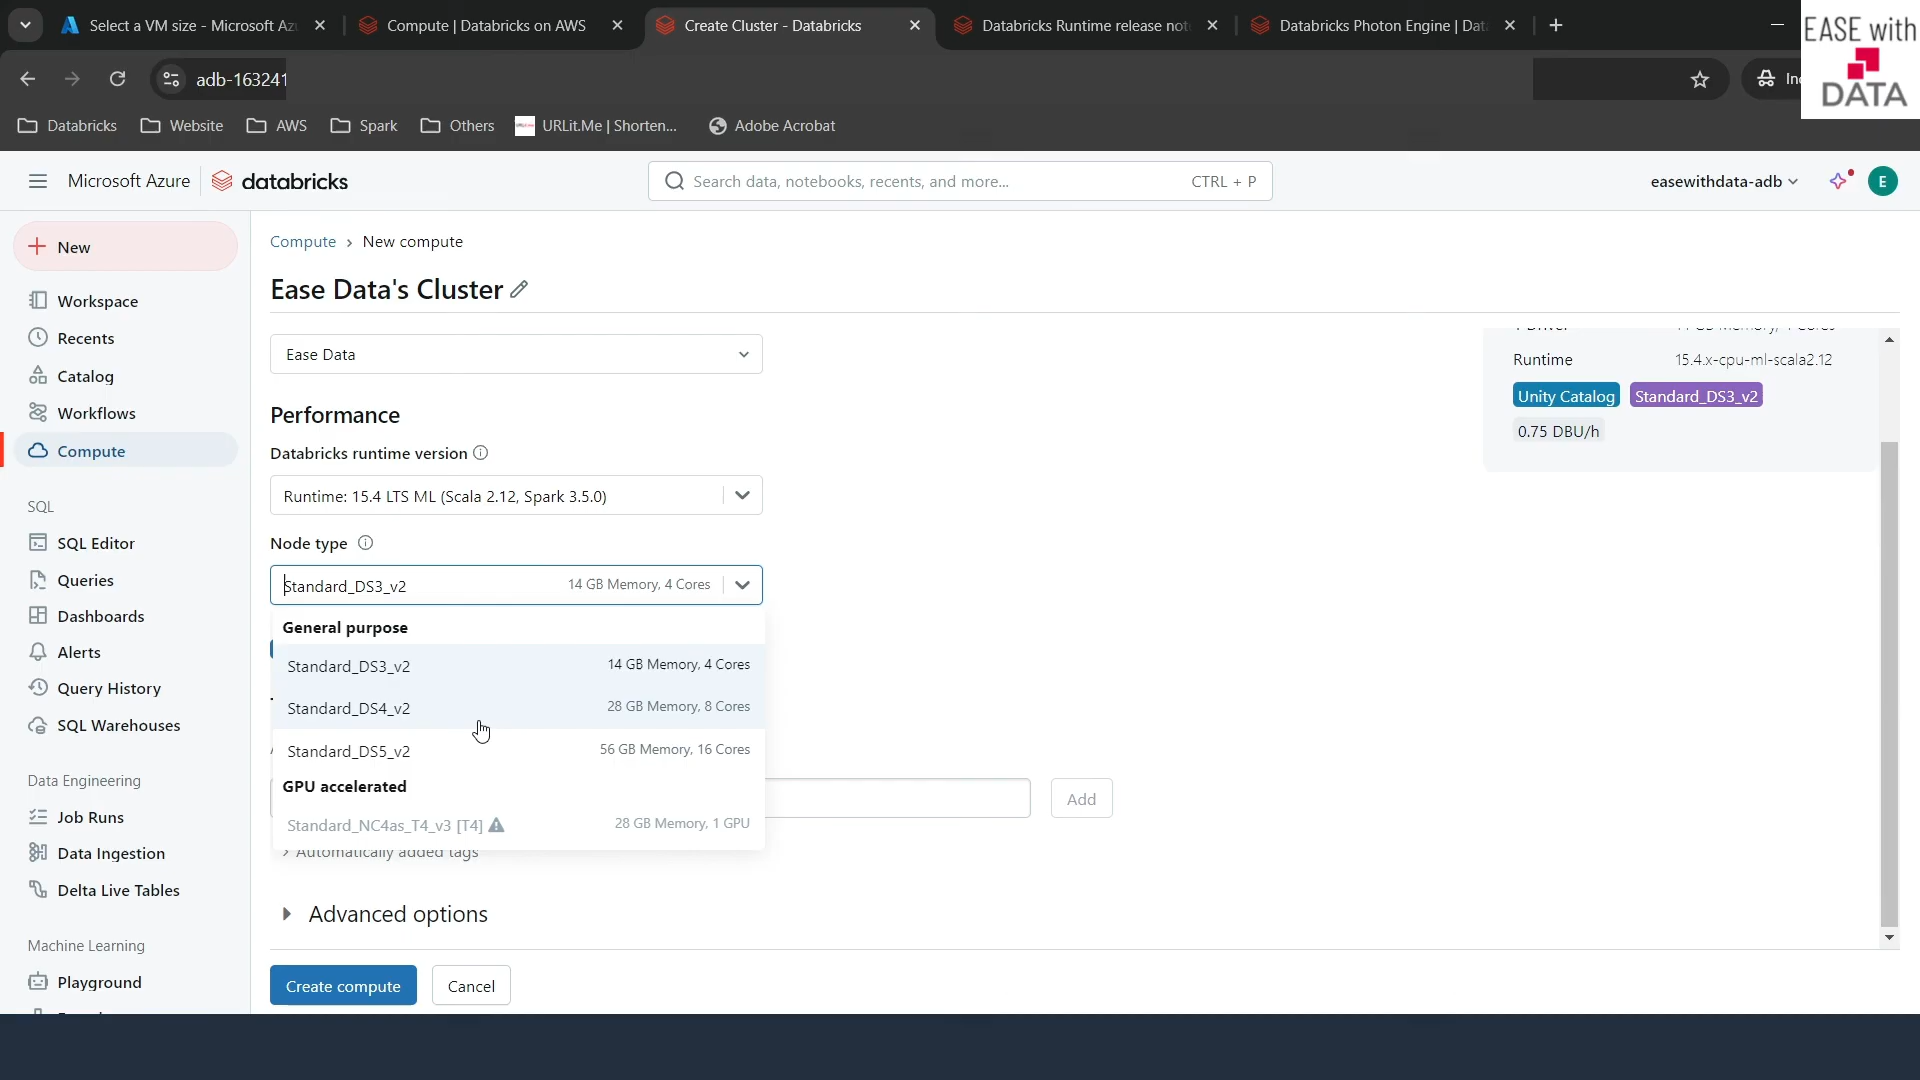 Select a VM size - Microsoft Az
Compute | Databricks on AWS
Create Cluster - Databricks
Databricks Runtime release not
Databricks Photon Engine | Dat
EASE with
DATA
adb-163241
Databricks
Website
AWS
Spark
Others
URLit.Me | Shorten...
Adobe Acrobat
Microsoft Azure
databricks
Search data, notebooks, recents, and more...
CTRL + P
easewithdata-adb
E
New
Workspace
Recents
Catalog
Workflows
Compute
SQL
SQL Editor
Queries
Dashboards
Alerts
Query History
SQL Warehouses
Data Engineering
Job Runs
Data Ingestion
Delta Live Tables
Machine Learning
Playground
Compute › New compute
Ease Data's Cluster
Ease Data
Performance
Databricks runtime version
Runtime: 15.4 LTS ML (Scala 2.12, Spark 3.5.0)
Node type
Standard_DS3_v2 14 GB Memory, 4 Cores
General purpose
Standard_DS3_v2 14 GB Memory, 4 Cores
Standard_DS4_v2 28 GB Memory, 8 Cores
Standard_DS5_v2 56 GB Memory, 16 Cores
GPU accelerated
Standard_NC4as_T4_v3 [T4] 28 GB Memory, 1 GPU
Add
Automatically added tags
Advanced options
Create compute
Cancel
Runtime 15.4.x-cpu-ml-scala2.12
Unity Catalog
Standard_DS3_v2
0.75 DBU/h